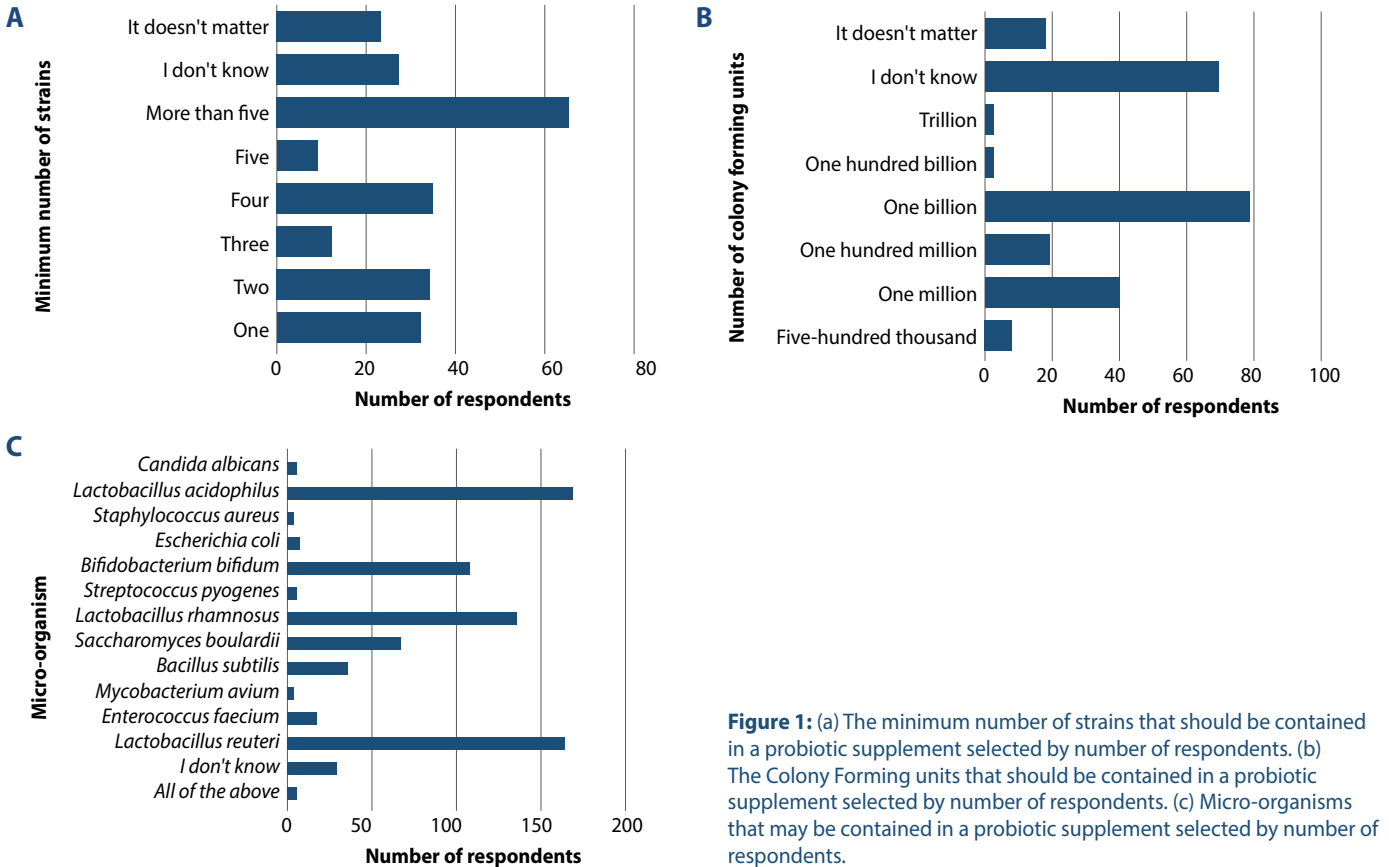 A
Minimum number of strains
It doesn't matter
I don't know
More than five
Five
Four
Three
Two
One
0 20 40 60 80
Number of respondents
B
Number of colony forming units
It doesn't matter
I don't know
Trillion
One hundred billion
One billion
One hundred million
One million
Five-hundred thousand
0 20 40 60 80 100
Number of respondents
C
Micro-organism
Candida albicans
Lactobacillus acidophilus
Staphylococcus aureus
Escherichia coli
Bifidobacterium bifidum
Streptococcus pyogenes
Lactobacillus rhamnosus
Saccharomyces boulardii
Bacillus subtilis
Mycobacterium avium
Enterococcus faecium
Lactobacillus reuteri
I don't know
All of the above
0 50 100 150 200
Number of respondents
Figure 1: (a) The minimum number of strains that should be contained
in a probiotic supplement selected by number of respondents. (b)
The Colony Forming units that should be contained in a probiotic
supplement selected by number of respondents. (c) Micro-organisms
that may be contained in a probiotic supplement selected by number of
respondents.